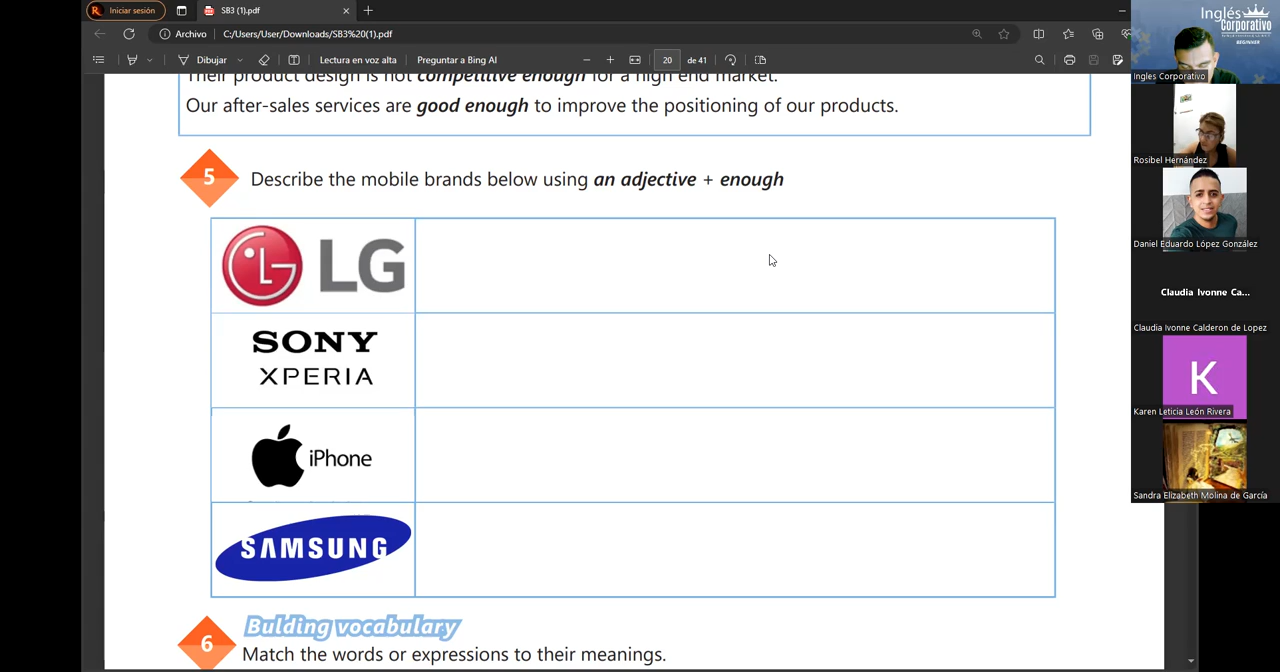 Iniciar sesión
SB3 (1).pdf
Archivo
C:/Users/User/Downloads/SB3%20(1).pdf
Dibujar
Lectura en voz alta
Preguntar a Bing AI
20
de 41
Their product design is not competitive enough for a high end market.
Our after-sales services are good enough to improve the positioning of our products.
5
Describe the mobile brands below using an adjective + enough
LG LG
SONY
XPERIA
iPhone
SAMSUNG
6
Bulding vocabulary
Match the words or expressions to their meanings.
Inglés
Corporativo
BEGINNER
Ingles Corporativo
Rosibel Hernández
Daniel Eduardo López González
Claudia Ivonne Ca...
Claudia Ivonne Calderon de Lopez
K
Karen Leticia León Rivera
Sandra Elizabeth Molina de García